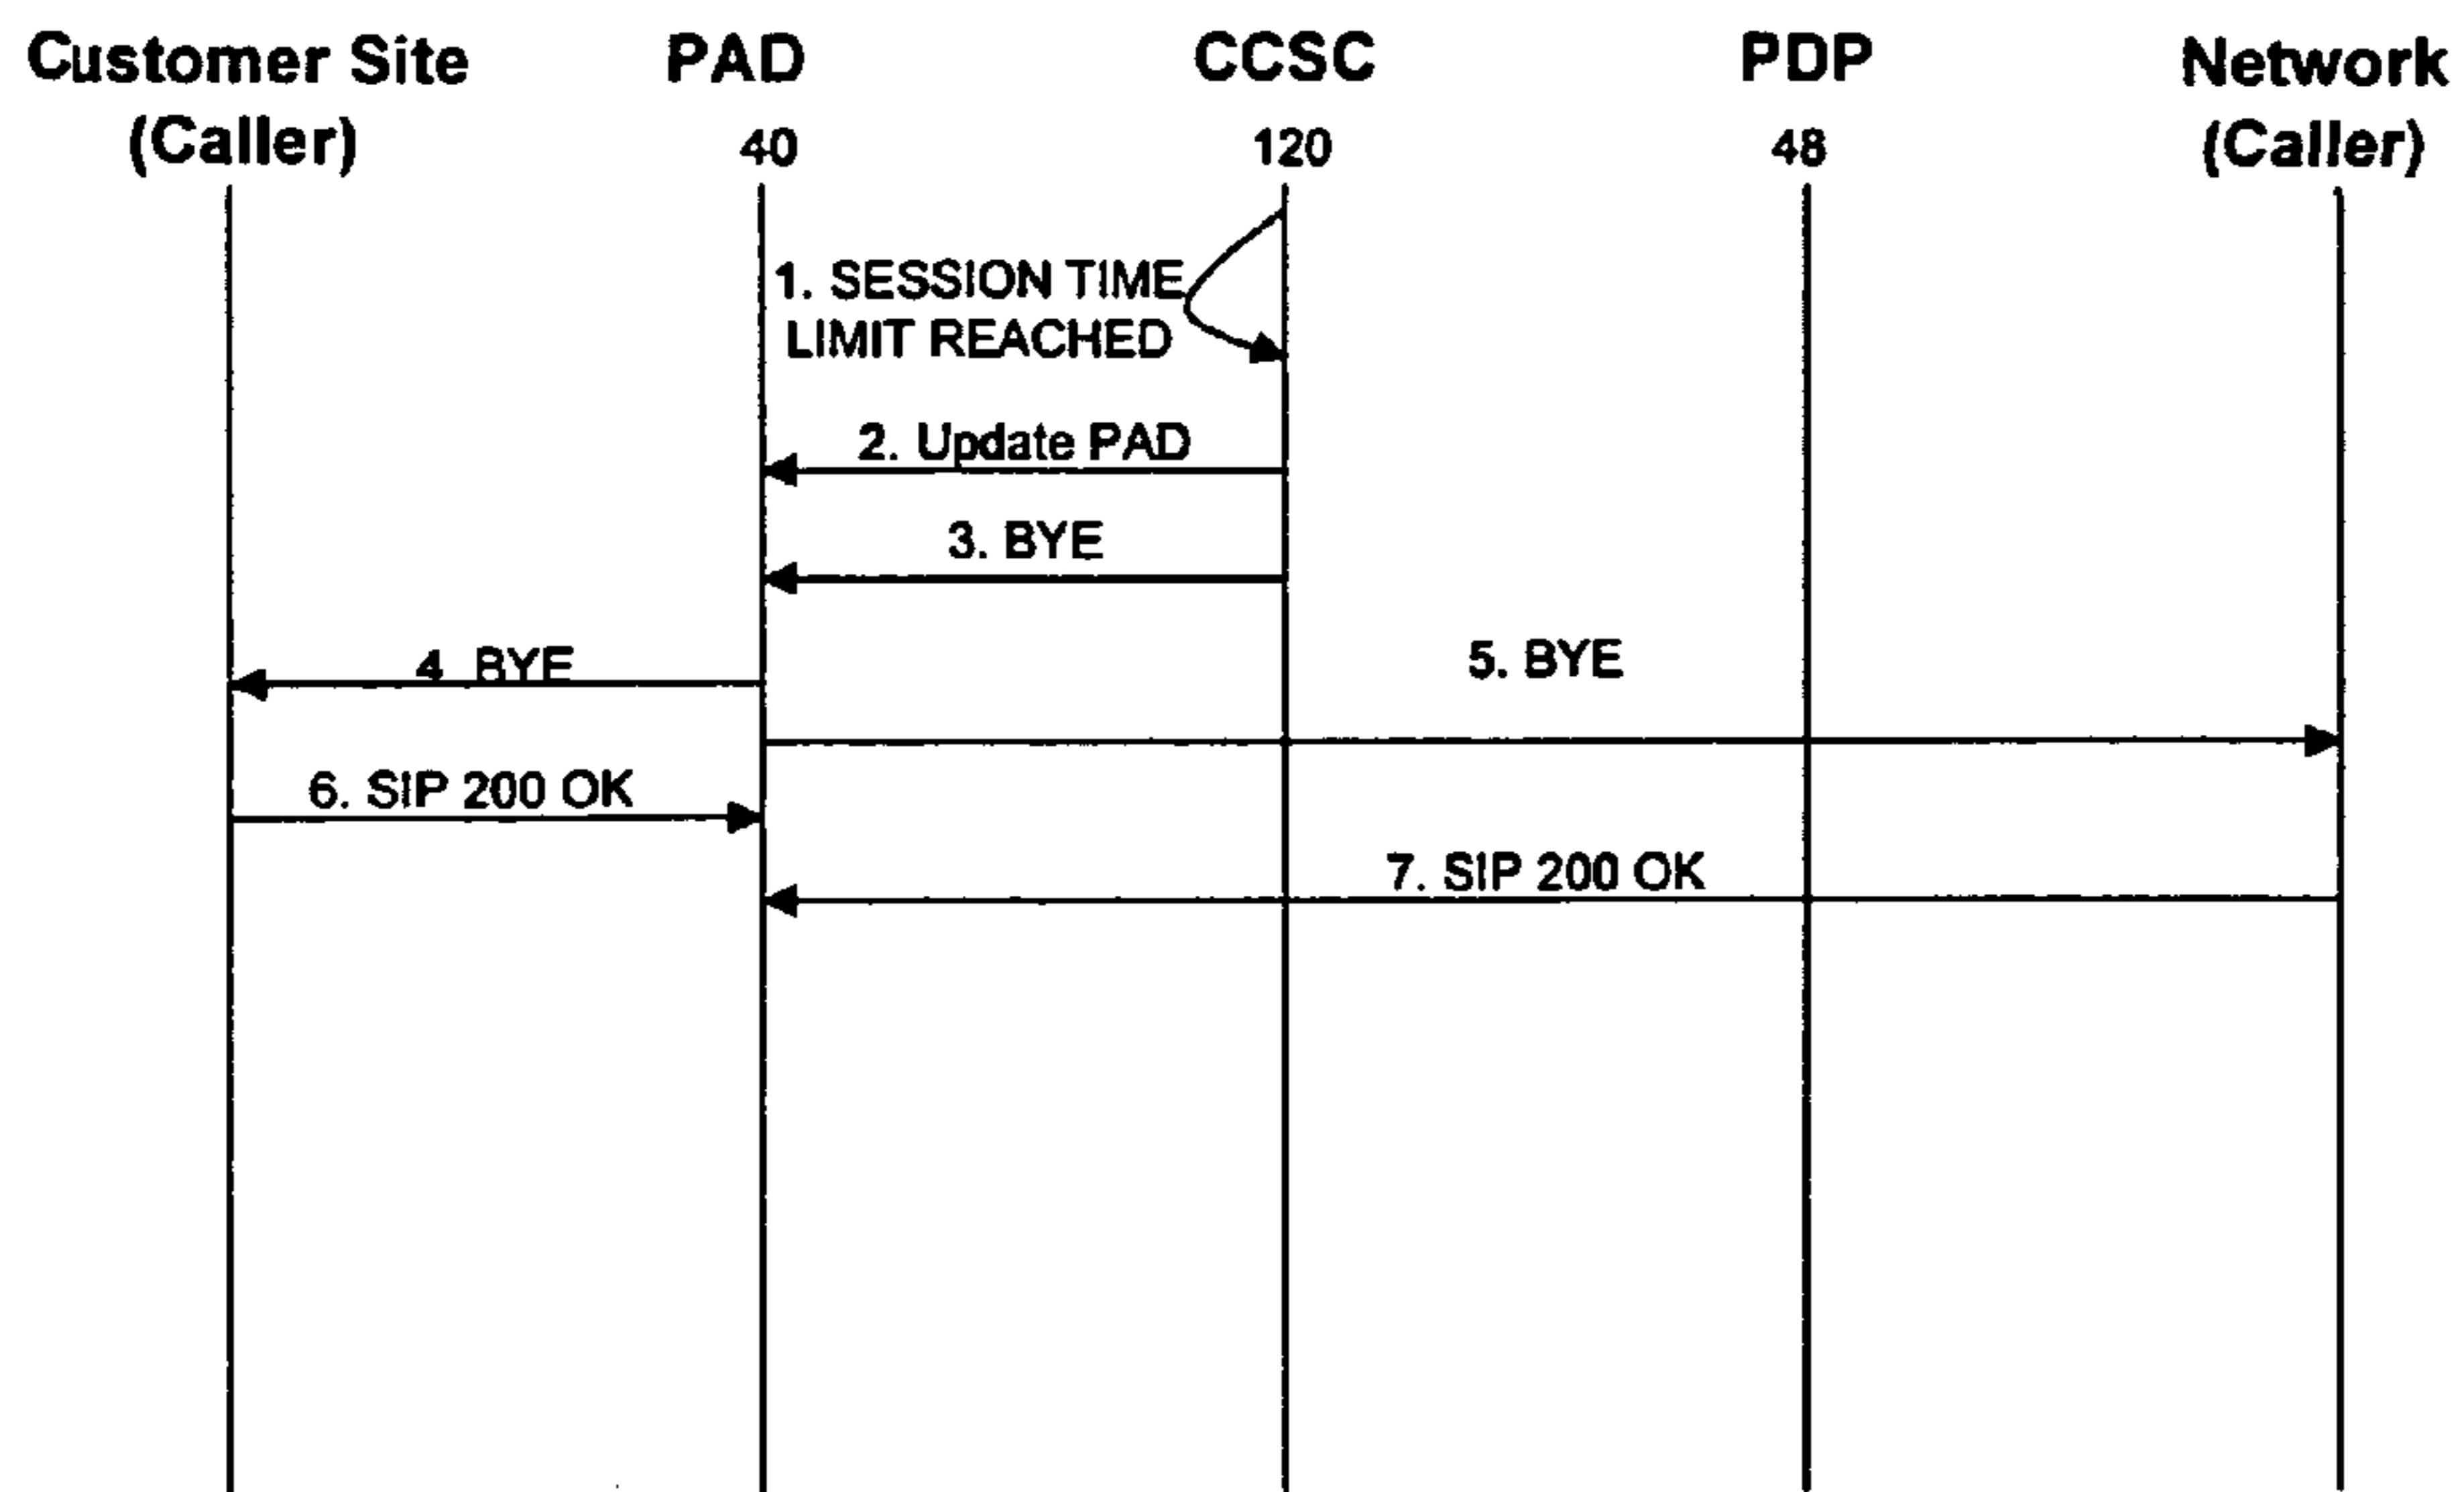 Customer Site PAD CCSC PDP Network
(Caller) 40 120 48 (Caller)
1. SESSION TIME
LIMIT REACHED
2. Update PAD
3. BYE
4. BYE
5. BYE
6. SIP 200 OK
7. SIP 200 OK